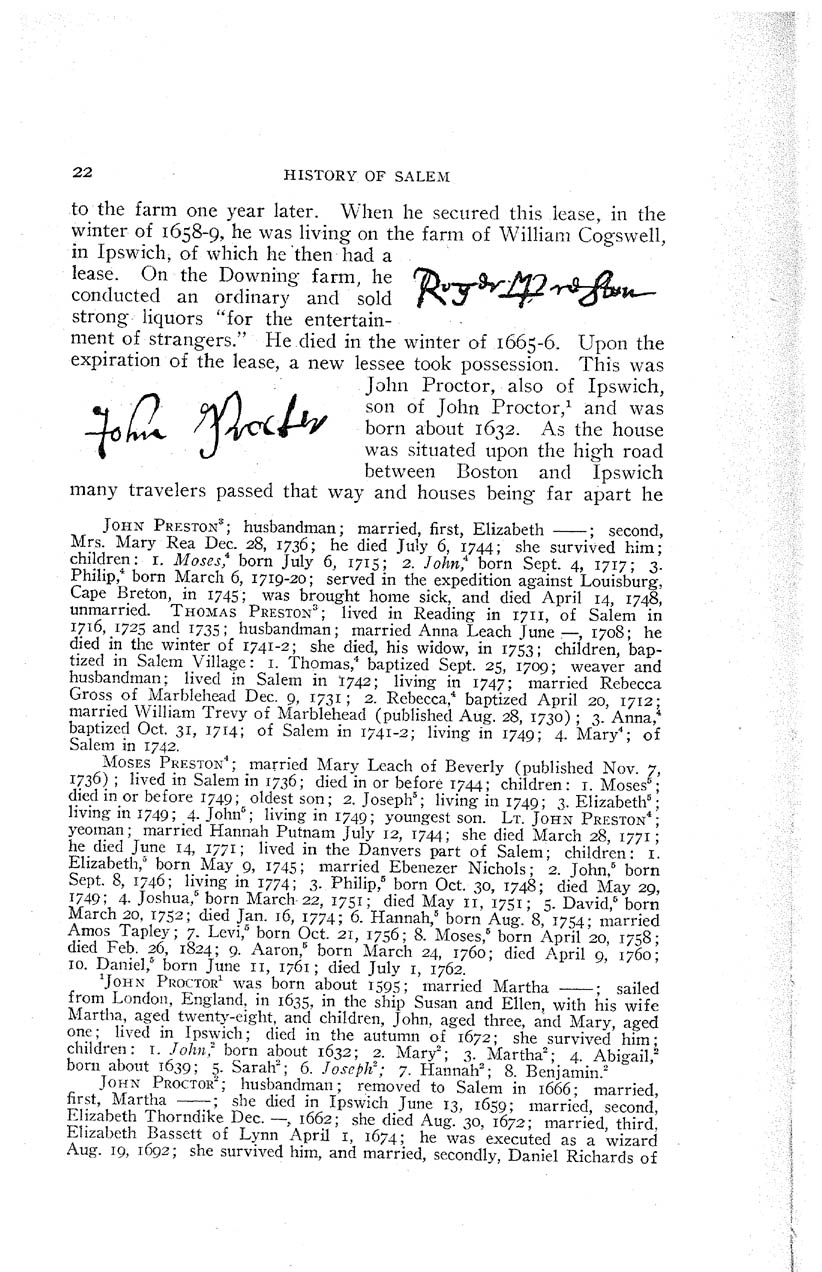 22 HISTORY OF SALEM
to the farm one year later. When he secured this lease, in the
winter of 1658-9, he was living on the farm of William Cogswell,
in Ipswich, of which he then had a
lease. On the Downing farm, he
conducted an ordinary and sold
strong liquors "for the entertain-
Roger Preston
ment of strangers." He died in the winter of 1665-6. Upon the
expiration of the lease, a new lessee took possession. This was
John Procter
John Proctor, also of Ipswich,
son of John Proctor,¹ and was
born about 1632. As the house
was situated upon the high road
between Boston and Ipswich
many travelers passed that way and houses being far apart he
JOHN PRESTON³; husbandman; married, first, Elizabeth ——; second,
Mrs. Mary Rea Dec. 28, 1736; he died July 6, 1744; she survived him;
children: 1. Moses,⁴ born July 6, 1715; 2. John,⁴ born Sept. 4, 1717; 3.
Philip,⁴ born March 6, 1719-20; served in the expedition against Louisburg,
Cape Breton, in 1745; was brought home sick, and died April 14, 1748,
unmarried. THOMAS PRESTON³; lived in Reading in 1711, of Salem in
1716, 1725 and 1735; husbandman; married Anna Leach June —, 1708; he
died in the winter of 1741-2; she died, his widow, in 1753; children, bap-
tized in Salem Village: 1. Thomas,⁴ baptized Sept. 25, 1709; weaver and
husbandman; lived in Salem in 1742; living in 1747; married Rebecca
Gross of Marblehead Dec. 9, 1731; 2. Rebecca,⁴ baptized April 20, 1712;
married William Trevy of Marblehead (published Aug. 28, 1730); 3. Anna,⁴
baptized Oct. 31, 1714; of Salem in 1741-2; living in 1749; 4. Mary⁴; of
Salem in 1742.
MOSES PRESTON⁴; married Mary Leach of Beverly (published Nov. 7,
1736); lived in Salem in 1736; died in or before 1744; children: 1. Moses⁵;
died in or before 1749; oldest son; 2. Joseph⁵; living in 1749; 3. Elizabeth⁵;
living in 1749; 4. John⁵; living in 1749; youngest son. LT. JOHN PRESTON⁴;
yeoman; married Hannah Putnam July 12, 1744; she died March 28, 1771;
he died June 14, 1771; lived in the Danvers part of Salem; children: 1.
Elizabeth,⁵ born May 9, 1745; married Ebenezer Nichols; 2. John,⁵ born
Sept. 8, 1746; living in 1774; 3. Philip,⁵ born Oct. 30, 1748; died May 29,
1749; 4. Joshua,⁵ born March 22, 1751; died May 11, 1751; 5. David,⁵ born
March 20, 1752; died Jan. 16, 1774; 6. Hannah,⁵ born Aug. 8, 1754; married
Amos Tapley; 7. Levi,⁵ born Oct. 21, 1756; 8. Moses,⁵ born April 20, 1758;
died Feb. 26, 1824; 9. Aaron,⁵ born March 24, 1760; died April 9, 1760;
10. Daniel,⁵ born June 11, 1761; died July 1, 1762.
¹JOHN PROCTOR¹ was born about 1595; married Martha ——; sailed
from London, England, in 1635, in the ship Susan and Ellen, with his wife
Martha, aged twenty-eight, and children, John, aged three, and Mary, aged
one; lived in Ipswich; died in the autumn of 1672; she survived him;
children: 1. John,² born about 1632; 2. Mary²; 3. Martha²; 4. Abigail,²
born about 1639; 5. Sarah²; 6. Joseph²; 7. Hannah²; 8. Benjamin.²
JOHN PROCTOR²; husbandman; removed to Salem in 1666; married,
first, Martha ——; she died in Ipswich June 13, 1659; married, second,
Elizabeth Thorndike Dec. —, 1662; she died Aug. 30, 1672; married, third,
Elizabeth Bassett of Lynn April 1, 1674; he was executed as a wizard
Aug. 19, 1692; she survived him, and married, secondly, Daniel Richards of